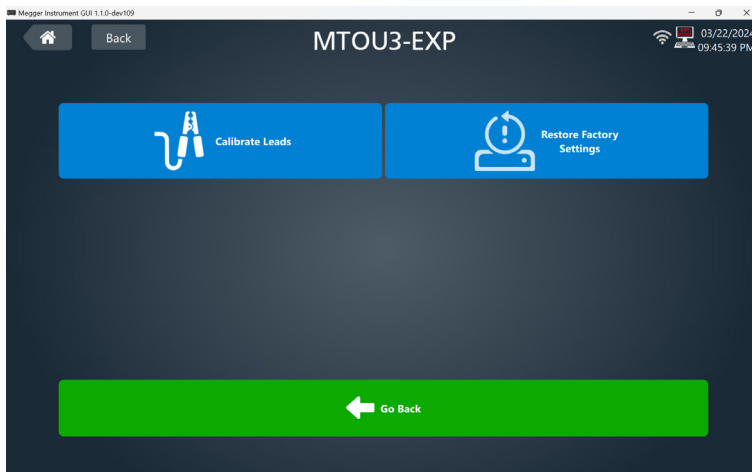 Megger Instrument GUI 1.1.0-dev109
Back
MTOU3-EXP
03/22/2024
09:45:39 PM
Calibrate Leads
Restore Factory
Settings
Go Back